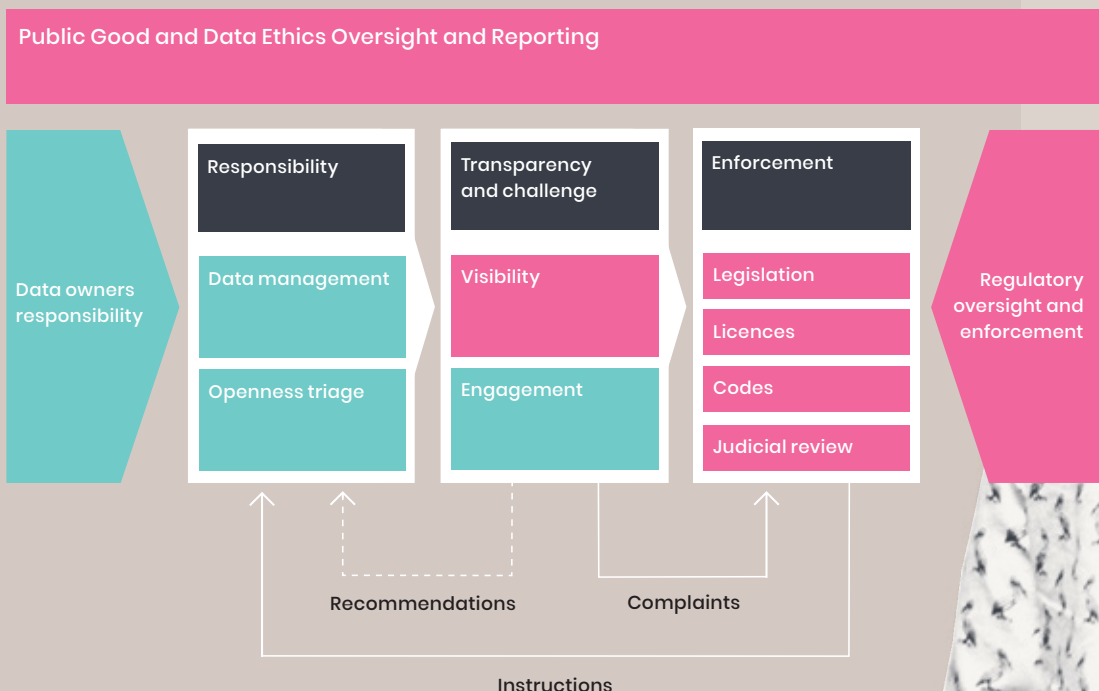 Public Good and Data Ethics Oversight and Reporting
Data owners
responsibility
Responsibility
Data management
Openness triage
Transparency
and challenge
Visibility
Engagement
Enforcement
Legislation
Licences
Codes
Judicial review
Regulatory
oversight and
enforcement
Recommendations
Complaints
Instructions